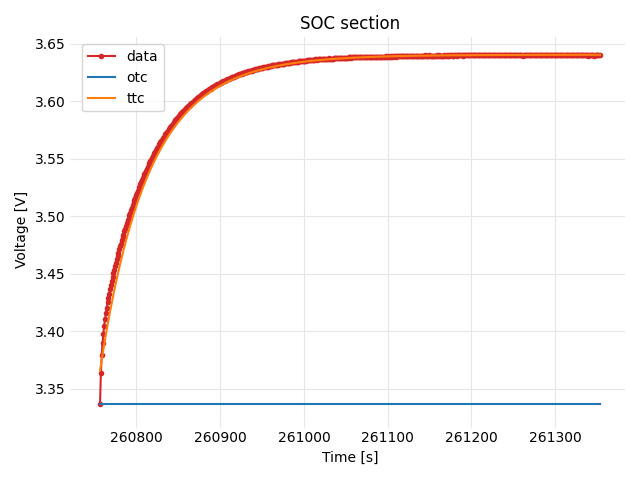 SOC section
data
otc
ttc
Voltage [V]
3.65
3.60
3.55
3.50
3.45
3.40
3.35
260800 260900 261000 261100 261200 261300
Time [s]